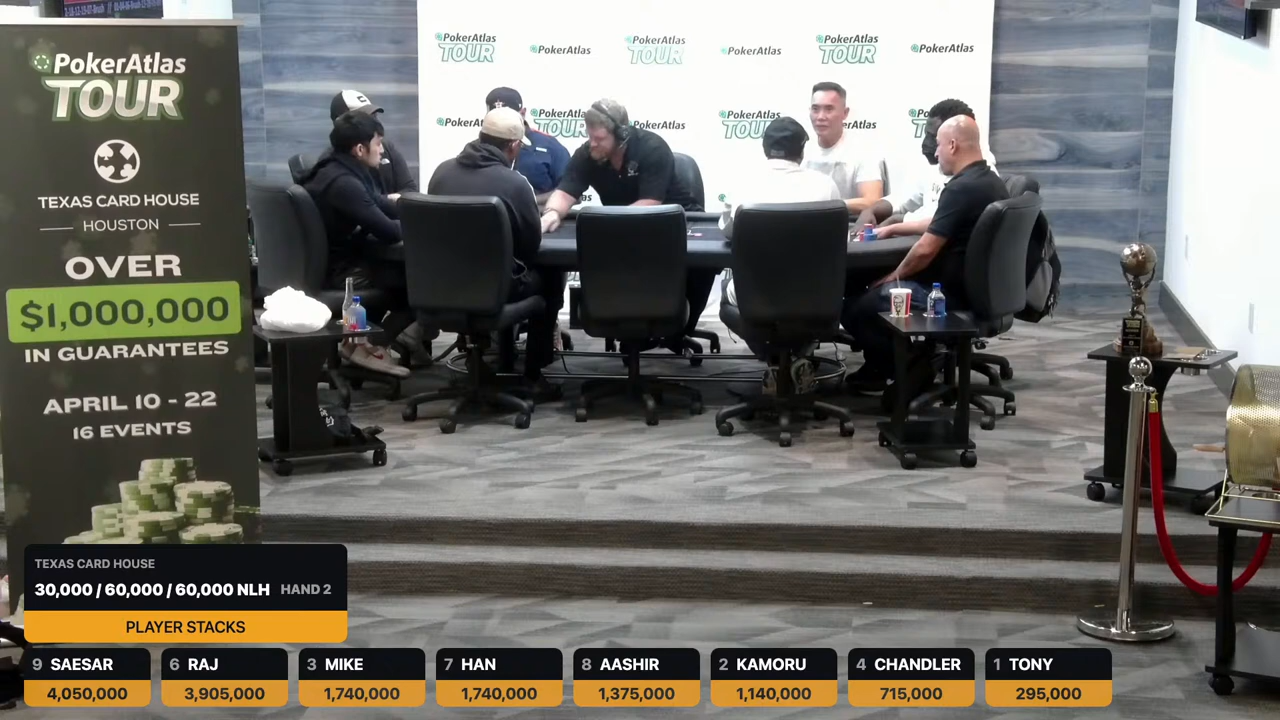 PokerAtlas
TOUR
TEXAS CARD HOUSE
HOUSTON
OVER
$1,000,000
IN GUARANTEES
APRIL 10 - 22
16 EVENTS
PokerAtlas
TOUR
PokerAtlas
PokerAtlas
TOUR
PokerAtlas
PokerAtlas
TOUR
PokerAtlas
PokerAtlas
TOUR
PokerAtlas
TOUR
KFC
TEXAS CARD HOUSE
30,000 / 60,000 / 60,000 NLH HAND 2
PLAYER STACKS
9 SAESAR
4,050,000
6 RAJ
3,905,000
3 MIKE
1,740,000
7 HAN
1,740,000
8 AASHIR
1,375,000
2 KAMORU
1,140,000
4 CHANDLER
715,000
1 TONY
295,000